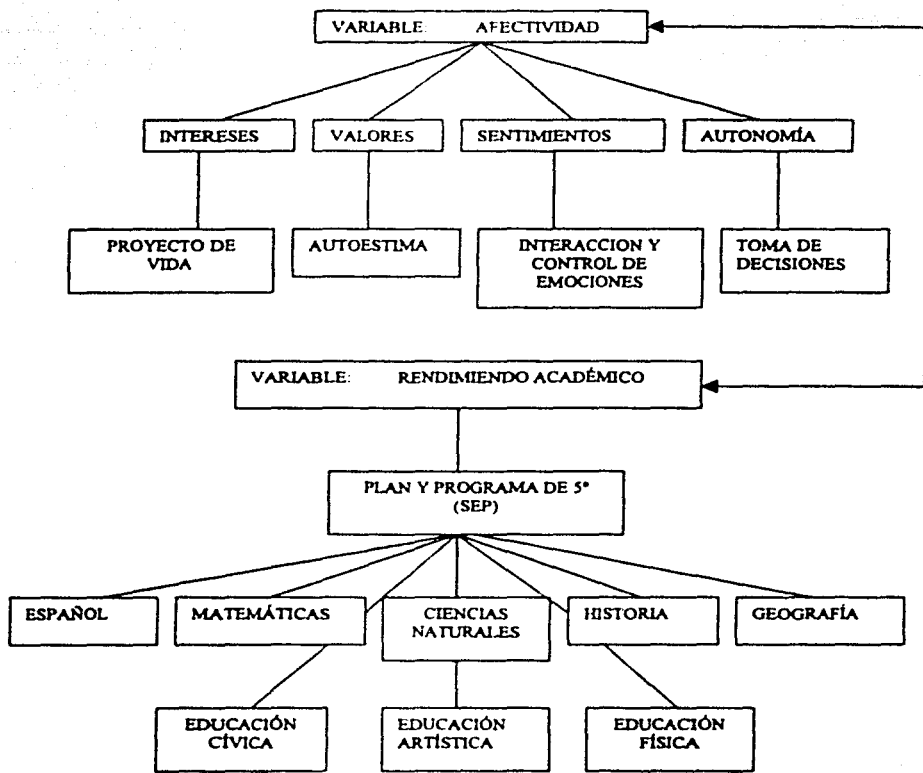 VARIABLE: AFECTIVIDAD
INTERESES
VALORES
SENTIMIENTOS
AUTONOMÍA
PROYECTO DE
VIDA
AUTOESTIMA
INTERACCION Y
CONTROL DE
EMOCIONES
TOMA DE
DECISIONES
VARIABLE: RENDIMIENDO ACADÉMICO
PLAN Y PROGRAMA DE 5°
(SEP)
ESPAÑOL
MATEMÁTICAS
CIENCIAS
NATURALES
HISTORIA
GEOGRAFÍA
EDUCACIÓN
CÍVICA
EDUCACIÓN
ARTÍSTICA
EDUCACIÓN
FÍSICA